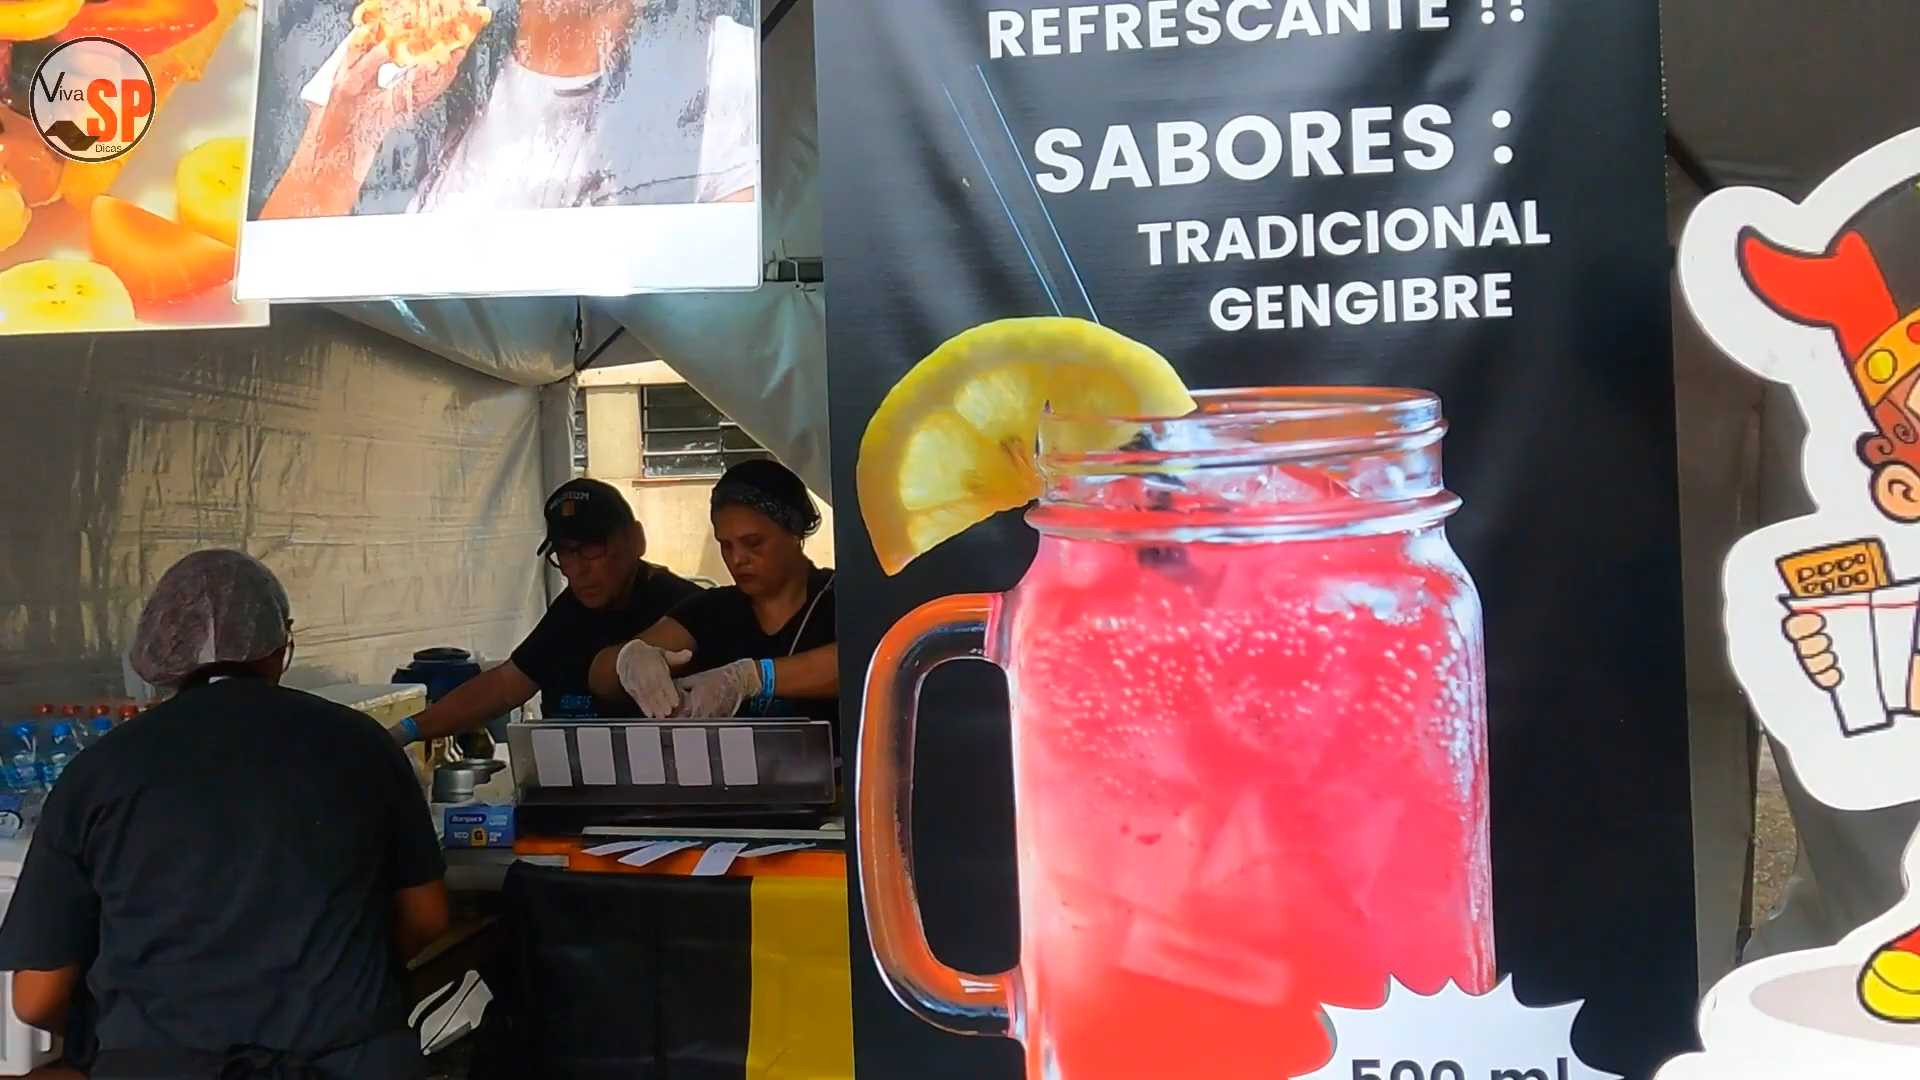 Viva
SP
Dicas
REFRESCANTE !!
SABORES :
TRADICIONAL
GENGIBRE
500 ml